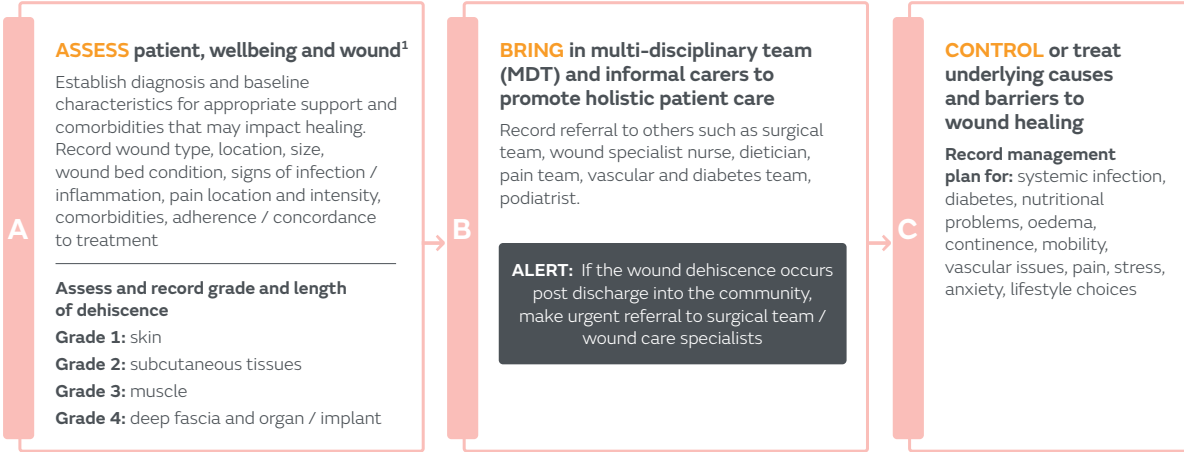 A
ASSESS patient, wellbeing and wound¹
Establish diagnosis and baseline
characteristics for appropriate support and
comorbidities that may impact healing.
Record wound type, location, size,
wound bed condition, signs of infection /
inflammation, pain location and intensity,
comorbidities, adherence / concordance
to treatment
Assess and record grade and length
of dehiscence
Grade 1: skin
Grade 2: subcutaneous tissues
Grade 3: muscle
Grade 4: deep fascia and organ / implant
B
BRING in multi-disciplinary team
(MDT) and informal carers to
promote holistic patient care
Record referral to others such as surgical
team, wound specialist nurse, dietician,
pain team, vascular and diabetes team,
podiatrist.
ALERT: If the wound dehiscence occurs
post discharge into the community,
make urgent referral to surgical team /
wound care specialists
C
CONTROL or treat
underlying causes
and barriers to
wound healing
Record management
plan for: systemic infection,
diabetes, nutritional
problems, oedema,
continence, mobility,
vascular issues, pain, stress,
anxiety, lifestyle choices